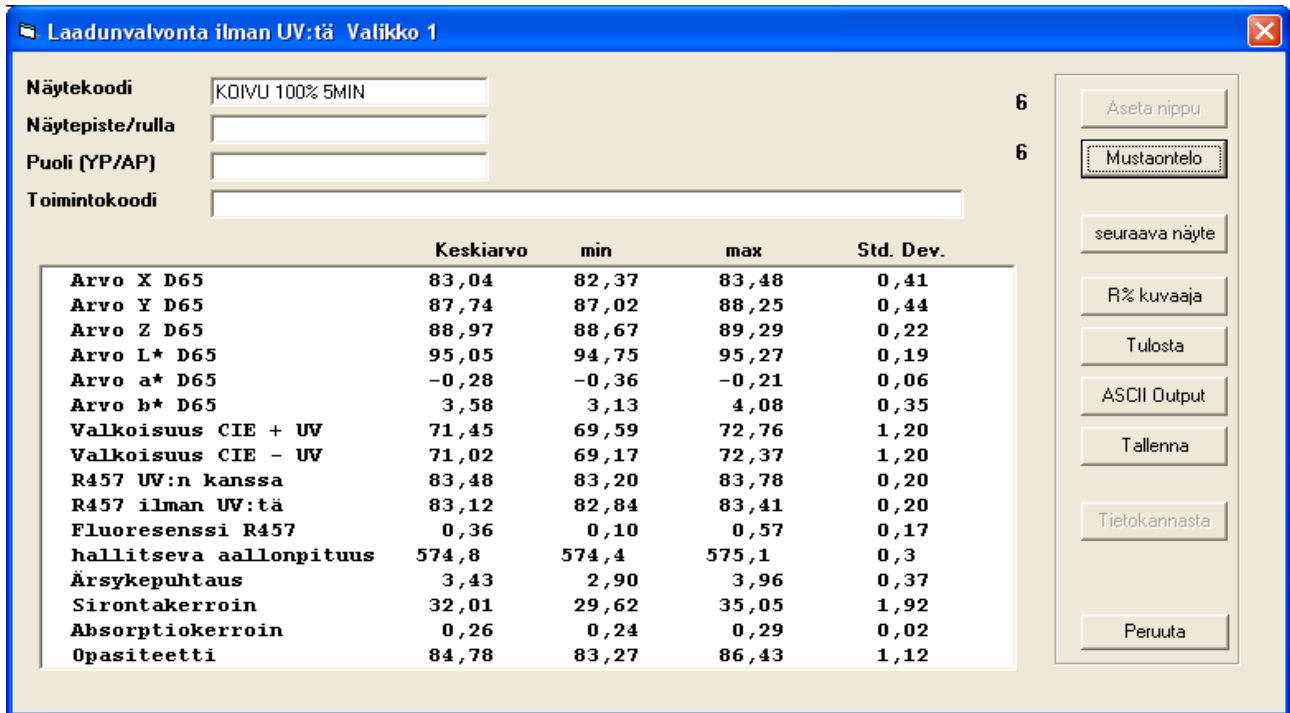 Laadunvalvonta ilman UV:tä Valikko 1
Näytekoodi KOIVU 100% 5MIN
Näytepiste/rulla
Puoli (YP/AP)
Toimintokoodi
6
6
Keskiarvo min max Std. Dev.
Arvo X D65 83,04 82,37 83,48 0,41
Arvo Y D65 87,74 87,02 88,25 0,44
Arvo Z D65 88,97 88,67 89,29 0,22
Arvo L* D65 95,05 94,75 95,27 0,19
Arvo a* D65 -0,28 -0,36 -0,21 0,06
Arvo b* D65 3,58 3,13 4,08 0,35
Valkoisuus CIE + UV 71,45 69,59 72,76 1,20
Valkoisuus CIE - UV 71,02 69,17 72,37 1,20
R457 UV:n kanssa 83,48 83,20 83,78 0,20
R457 ilman UV:tä 83,12 82,84 83,41 0,20
Fluoresenssi R457 0,36 0,10 0,57 0,17
hallitseva aallonpituus 574,8 574,4 575,1 0,3
Ärsykepuhtaus 3,43 2,90 3,96 0,37
Sirontakerroin 32,01 29,62 35,05 1,92
Absorptiokerroin 0,26 0,24 0,29 0,02
Opasiteetti 84,78 83,27 86,43 1,12
Aseta nippu
Mustaontelo
seuraava näyte
R% kuvaaja
Tulosta
ASCII Output
Tallenna
Tietokannasta
Peruuta